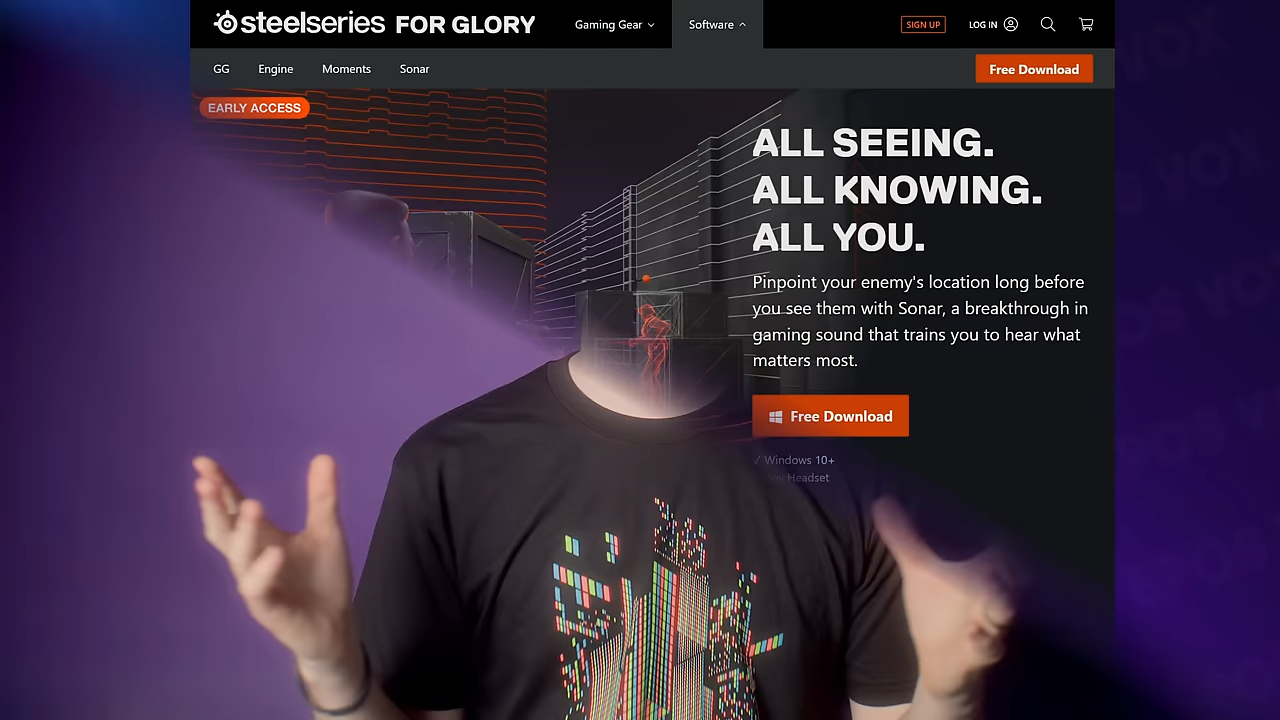 steelseries FOR GLORY
Gaming Gear
Software
SIGN UP
LOG IN
GG
Engine
Moments
Sonar
Free Download
EARLY ACCESS
ALL SEEING.
ALL KNOWING.
ALL YOU.
Pinpoint your enemy's location long before
you see them with Sonar, a breakthrough in
gaming sound that trains you to hear what
matters most.
Free Download
Windows 10+
Headset